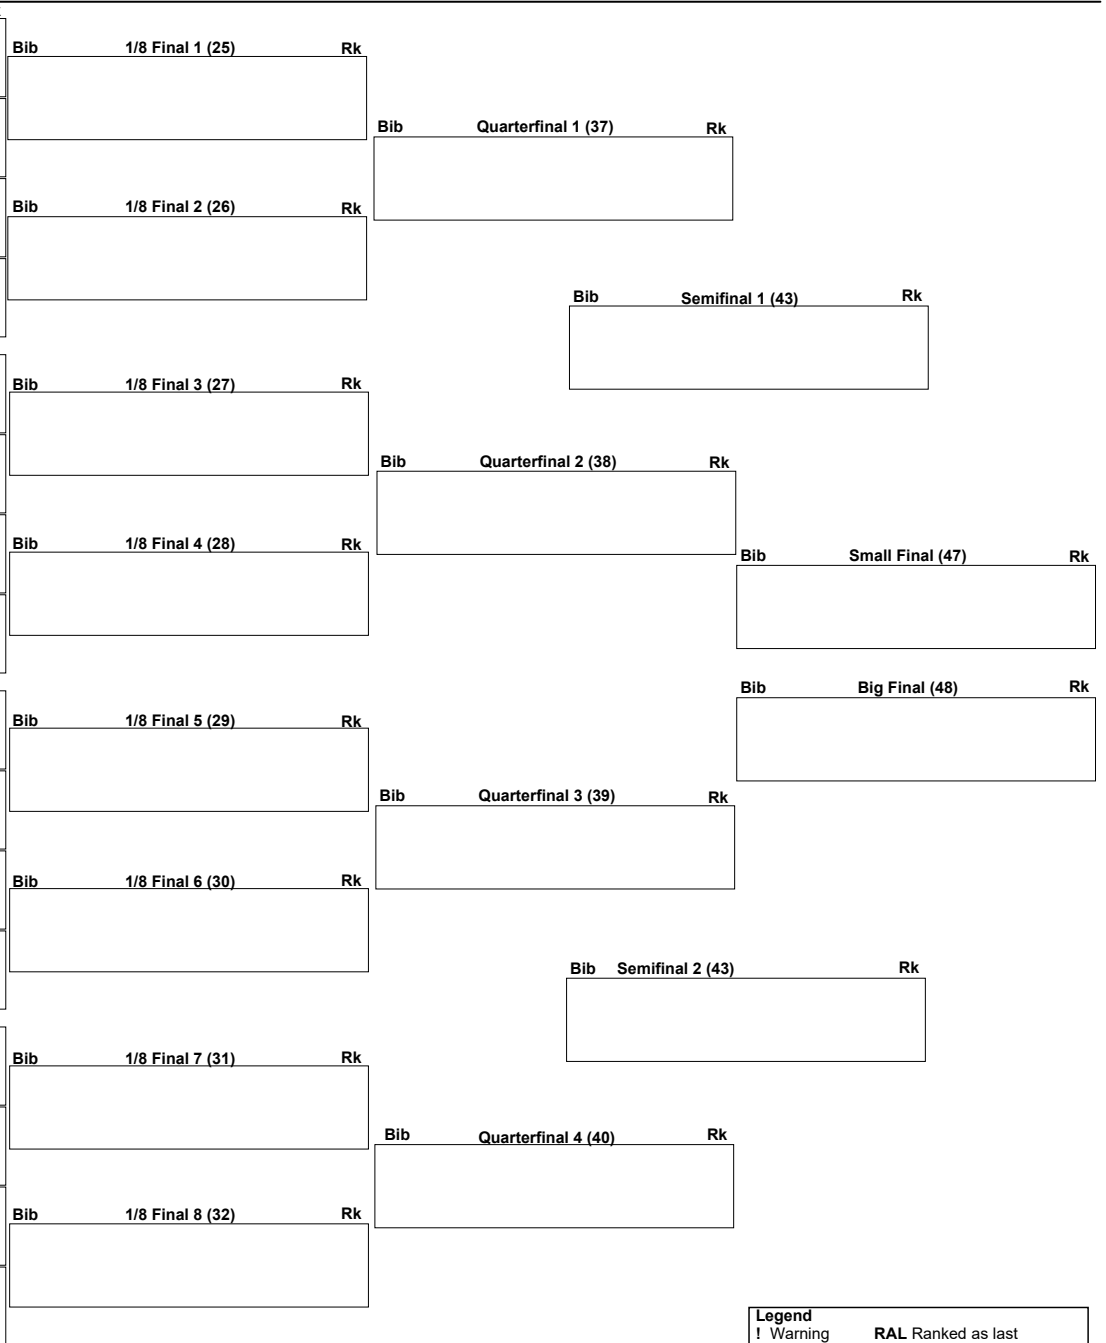 Bib 1/8 Final 1 (25) Rk
Bib Quarterfinal 1 (37) Rk
Bib 1/8 Final 2 (26) Rk
Bib Semifinal 1 (43) Rk
Bib 1/8 Final 3 (27) Rk
Bib Quarterfinal 2 (38) Rk
Bib 1/8 Final 4 (28) Rk
Bib Small Final (47) Rk
Bib Big Final (48) Rk
Bib 1/8 Final 5 (29) Rk
Bib Quarterfinal 3 (39) Rk
Bib 1/8 Final 6 (30) Rk
Bib Semifinal 2 (43) Rk
Bib 1/8 Final 7 (31) Rk
Bib Quarterfinal 4 (40) Rk
Bib 1/8 Final 8 (32) Rk
Legend
! Warning RAL Ranked as last